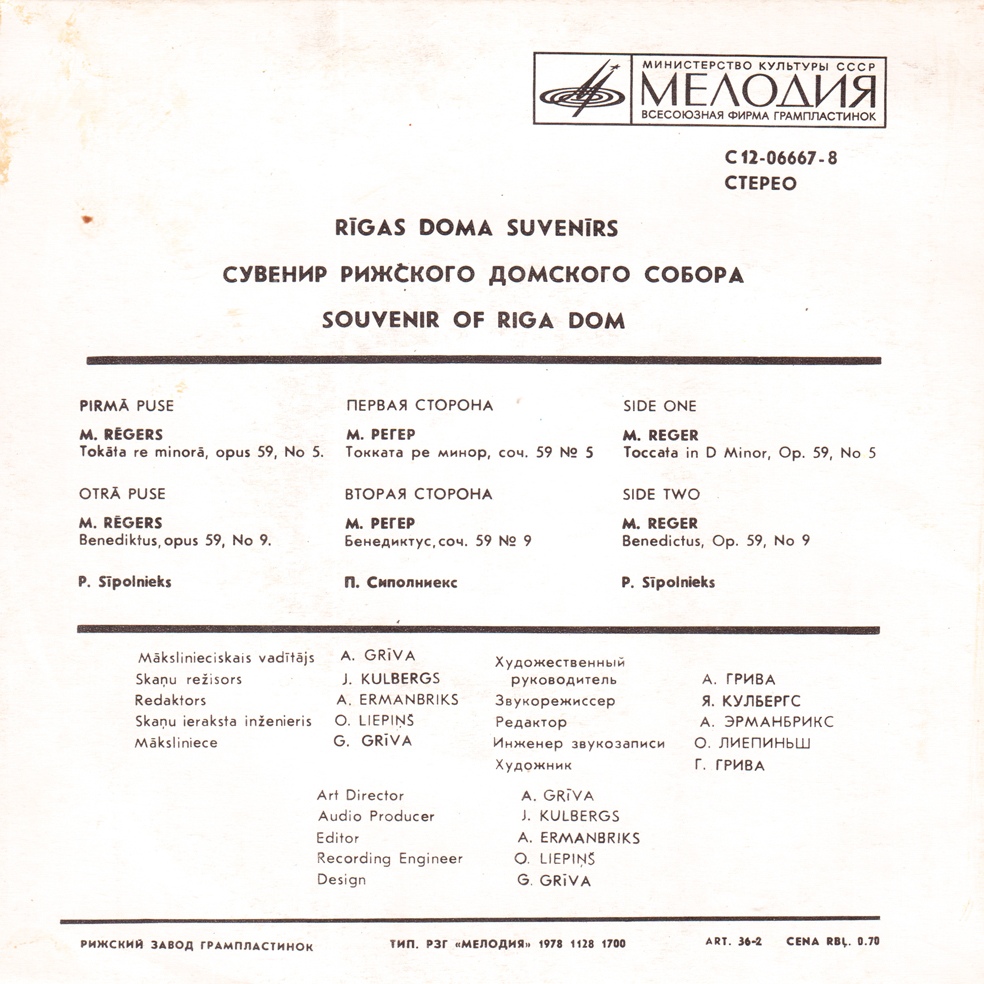 МИНИСТЕРСТВО КУЛЬТУРЫ СССР
МЕЛОДИЯ
ВСЕСОЮЗНАЯ ФИРМА ГРАМПЛАСТИНОК
С12-06667-8
СТЕРЕО
RĪGAS DOMA SUVENĪRS
СУВЕНИР РИЖСКОГО ДОМСКОГО СОБОРА
SOUVENIR OF RIGA DOM
PIRMĀ PUSE
M. RĒGERS
Tokāta re minorā, opus 59, No 5.
OTRĀ PUSE
M. RĒGERS
Benediktus, opus 59, No 9.
P. Sīpolnieks
ПЕРВАЯ СТОРОНА
М. РЕГЕР
Токката ре минор, соч. 59 № 5
ВТОРАЯ СТОРОНА
М. РЕГЕР
Бенедиктус, соч. 59 № 9
П. Сиполниекс
SIDE ONE
M. REGER
Toccata in D Minor, Op. 59, No 5
SIDE TWO
M. REGER
Benedictus, Op. 59, No 9
P. Sīpolnieks
Mākslinieciskais vadītājs A. GRĪVA
Skaņu režisors J. KULBERGS
Redaktors A. ERMANBRIKS
Skaņu ieraksta inženieris O. LIEPIŅŠ
Māksliniece G. GRĪVA
Художественный
руководитель А. ГРИВА
Звукорежиссер Я. КУЛБЕРГС
Редактор А. ЭРМАНБРИКС
Инженер звукозаписи О. ЛИЕПИНЬШ
Художник Г. ГРИВА
Art Director A. GRĪVA
Audio Producer J. KULBERGS
Editor A. ERMANBRIKS
Recording Engineer O. LIEPIŅŠ
Design G. GRĪVA
РИЖСКИЙ ЗАВОД ГРАМПЛАСТИНОК ТИП. РЗГ «МЕЛОДИЯ» 1978 1128 1700 ART. 36-2 CENA RBĻ. 0.70